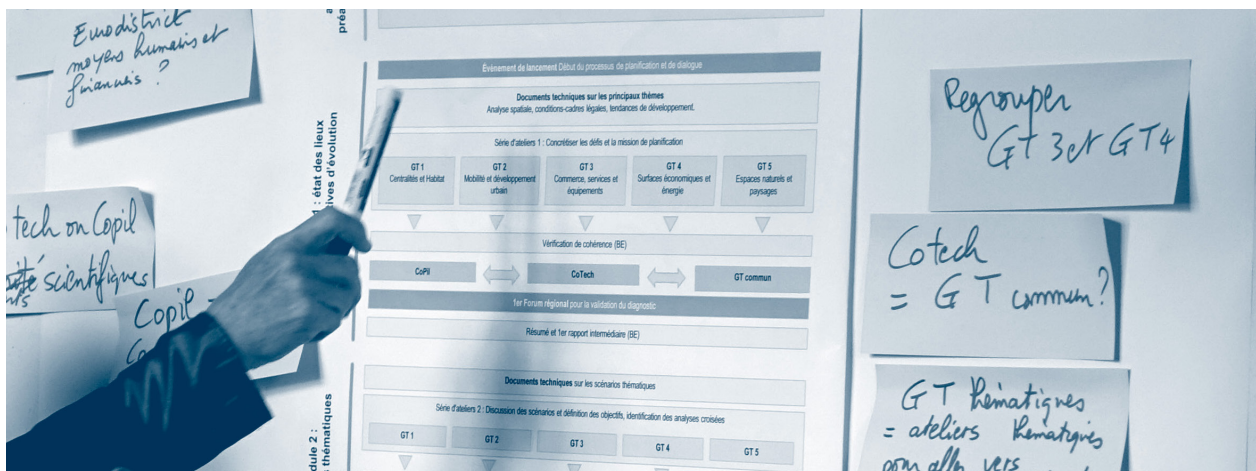 Eurodistrict
moyens humains et
financiers ?
tech ou Copil
scientifiques
Copil
Évènement de lancement Début du processus de planification et de dialogue
Documents techniques sur les principaux thèmes
Analyse spatiale, conditions-cadres légales, tendances de développement.
Série d'ateliers 1 : Concrétiser les défis et la mission de planification
GT 1
Centralités et Habitat
GT 2
Mobilité et développement
urbain
GT 3
Commerce, services et
équipements
GT 4
Surfaces économiques et
énergie
GT 5
Espaces naturels et
paysages
Vérification de cohérence (BE)
CoPil
CoTech
GT commun
1er Forum régional pour la validation du diagnostic
Résumé et 1er rapport intermédiaire (BE)
Documents techniques sur les scénarios thématiques
Série d'ateliers 2 : Discussion des scénarios et définition des objectifs, identification des analyses croisées
GT 1
GT 2
GT 3
GT 4
GT 5
préa
1 : état des lieux
ives d'évolution
dule 2 :
thématiques
Regrouper
GT 3 et GT4
Cotech
= GT commun?
GT thématiques
= ateliers thématiques
pour aller vers